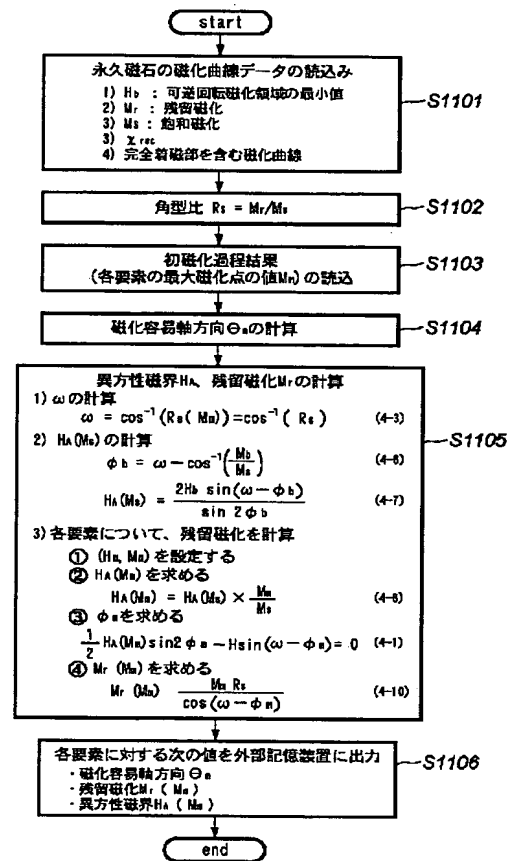 start
永久磁石の磁化曲線データの読込み
1) Hb : 可逆回転磁化領域の最小値
2) Mr : 残留磁化
3) Ms : 飽和磁化
3) χrec
4) 完全着磁部を含む磁化曲線
S1101
角型比 Rs = Mr/Ms
S1102
初磁化過程結果
(各要素の最大磁化点の値Mm) の読込
S1103
磁化容易軸方向Θmの計算
S1104
異方性磁界HA、残留磁化Mrの計算
1) ωの計算
ω = cos⁻¹(Rs(Mm))=cos⁻¹(Rs) (4-3)
2) HA(Ms)の計算
φb = ω−cos⁻¹(Mb/Ms) (4-6)
HA(Ms) = 2Hb sin(ω−φb) / sin 2φb (4-7)
3) 各要素について、残留磁化を計算
① (Hm, Mm) を設定する
② HA(Mm) を求める
HA(Mm) = HA(Ms) × Mm/Ms (4-6)
③ φmを求める
1/2 HA(Mm)sin2φm −Hsin(ω−φm)= 0 (4-1)
④ Mr (Mm) を求める
Mr (Mm) Mm Rs / cos(ω−φm) (4-10)
S1105
各要素に対する次の値を外部記憶装置に出力
・磁化容易軸方向Θm
・残留磁化Mr ( Mm)
・異方性磁界HA ( Mm)
S1106
end